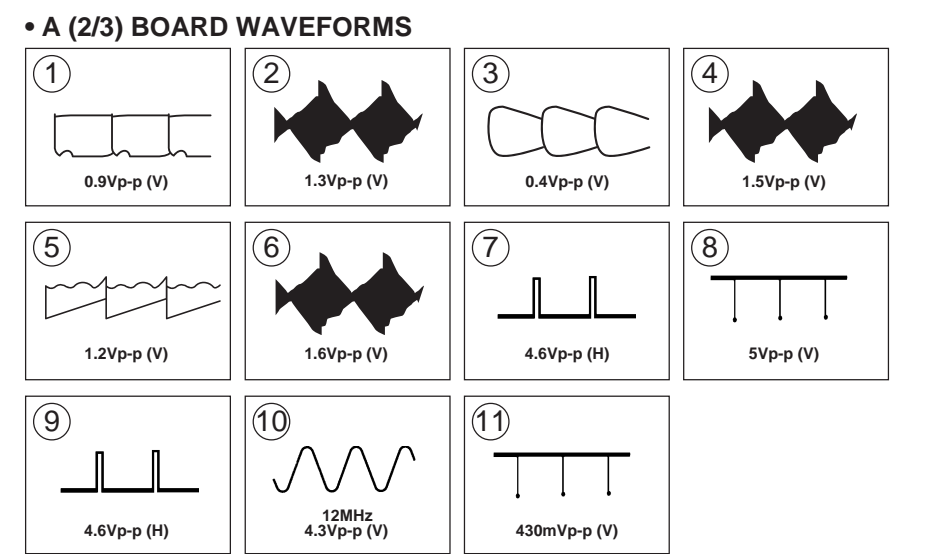 • A (2/3) BOARD WAVEFORMS
1
0.9Vp-p (V)
2
1.3Vp-p (V)
3
0.4Vp-p (V)
4
1.5Vp-p (V)
5
1.2Vp-p (V)
6
1.6Vp-p (V)
7
4.6Vp-p (H)
8
5Vp-p (V)
9
4.6Vp-p (H)
10
12MHz
4.3Vp-p (V)
11
430mVp-p (V)